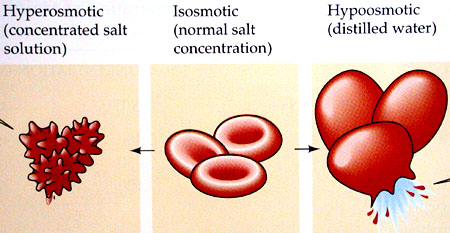 Hyperosmotic
(concentrated salt
solution)
Isosmotic
(normal salt
concentration)
Hypoosmotic
(distilled water)